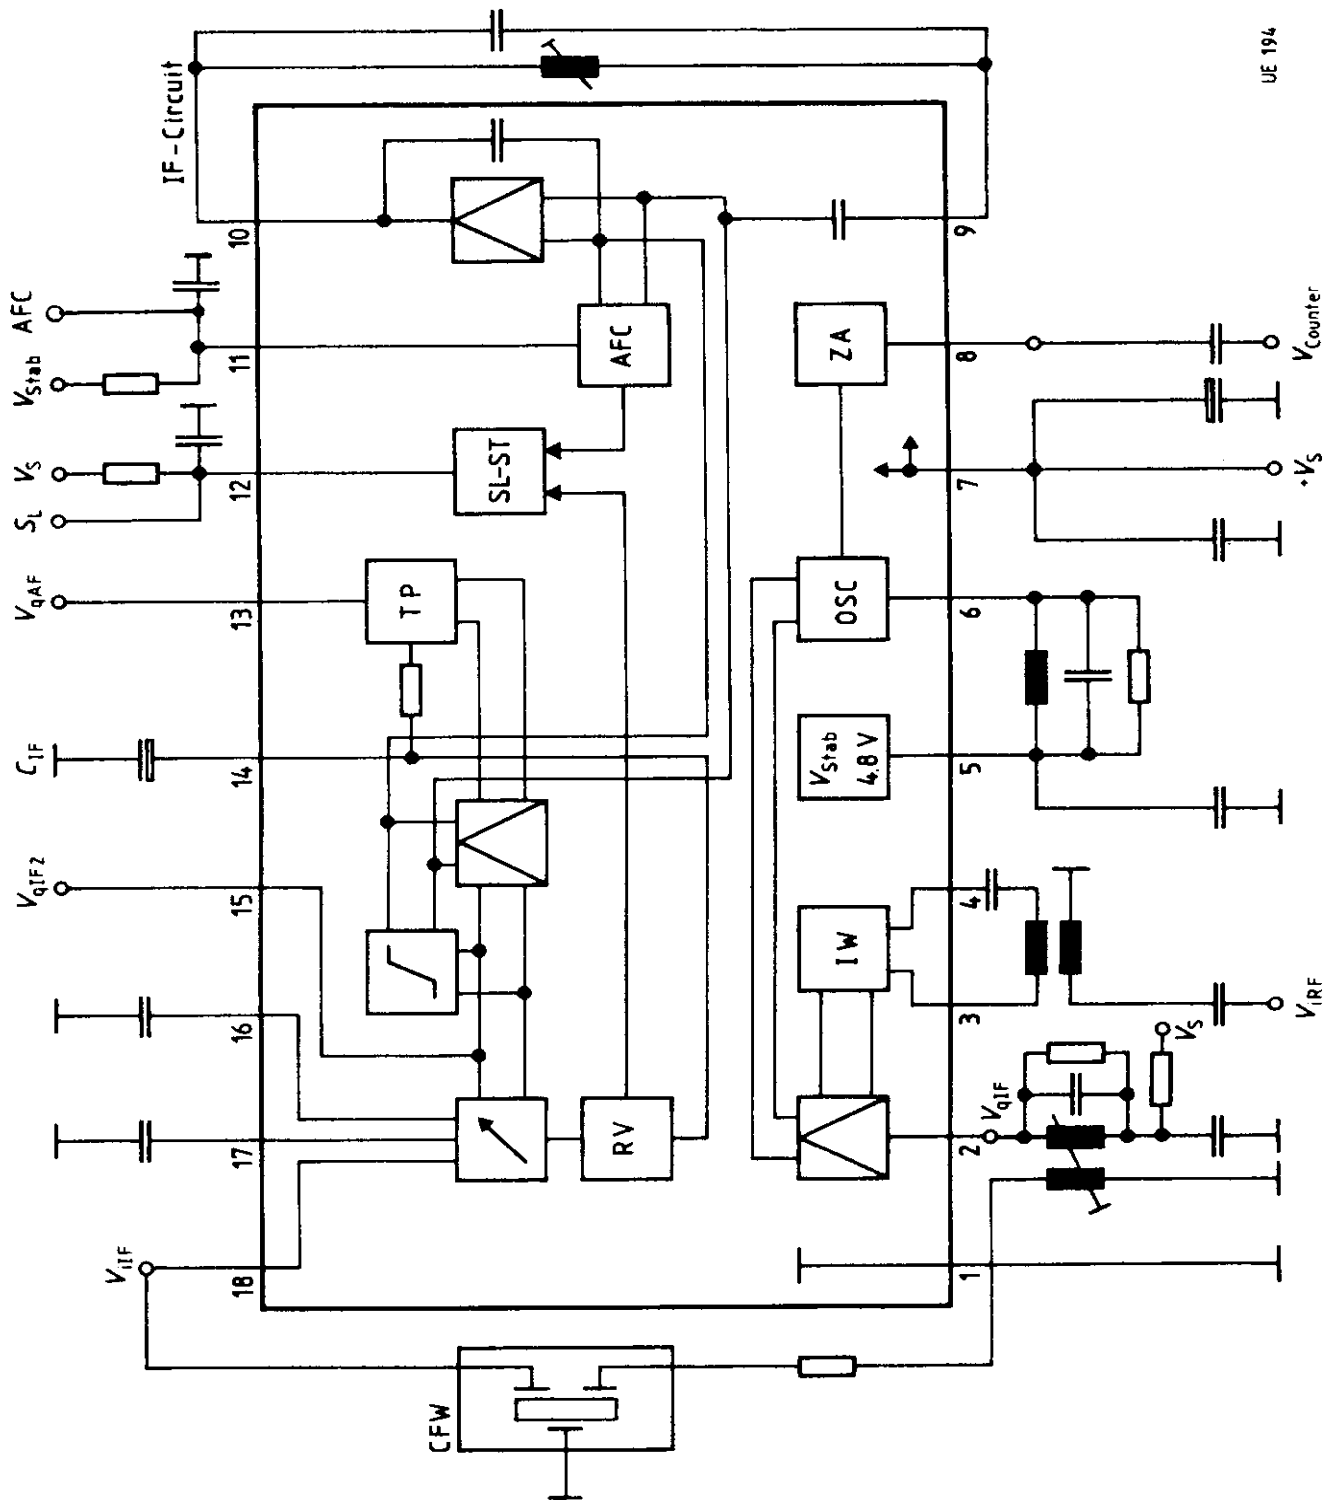 IF-Circuit
UE 194
AFC
V_Stab
V_S
S_L
V_qAF
C_IF
V_qIF2
V_iIF
10
11
12
13
14
15
16
17
18
AFC
SL-ST
TP
RV
ZA
OSC
V_Stab
4.8 V
IW
9
8
7
6
5
4
3
2
1
V_Counter
+V_S
V_iRF
V_S
V_qIF
CFW